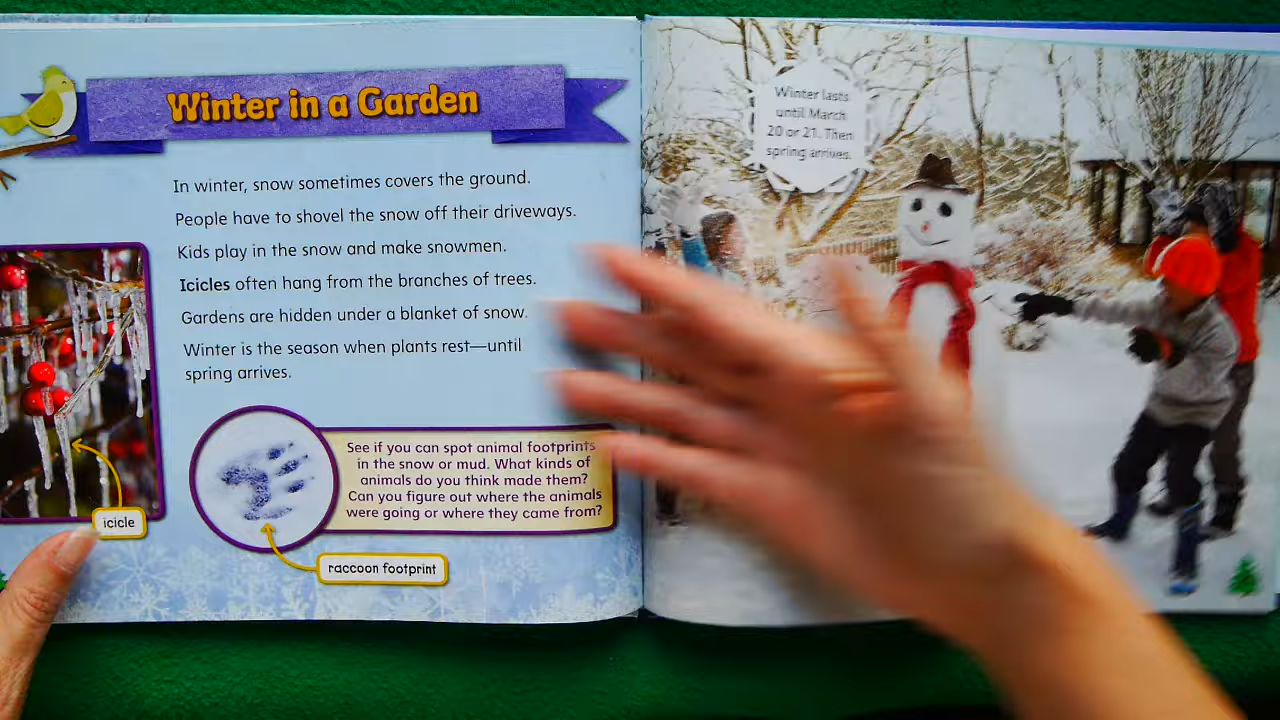 Winter in a Garden
In winter, snow sometimes covers the ground.
People have to shovel the snow off their driveways.
Kids play in the snow and make snowmen.
Icicles often hang from the branches of trees.
Gardens are hidden under a blanket of snow.
Winter is the season when plants rest—until
spring arrives.
icicle
See if you can spot animal footprints
in the snow or mud. What kinds of
animals do you think made them?
Can you figure out where the animals
were going or where they came from?
raccoon footprint
Winter lasts
until March
20 or 21. Then
spring arrives.